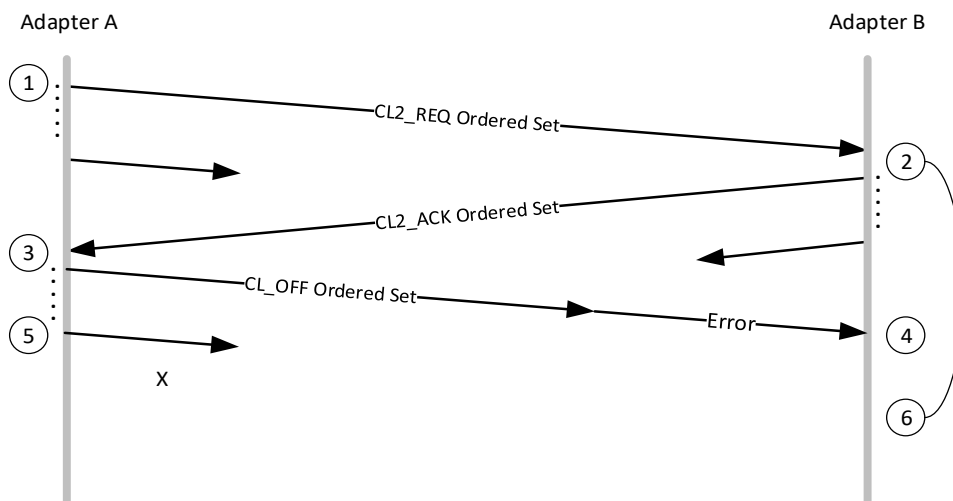 Adapter A
Adapter B
1
CL2_REQ Ordered Set
2
CL2_ACK Ordered Set
3
CL_OFF Ordered Set
Error
5
4
X
6